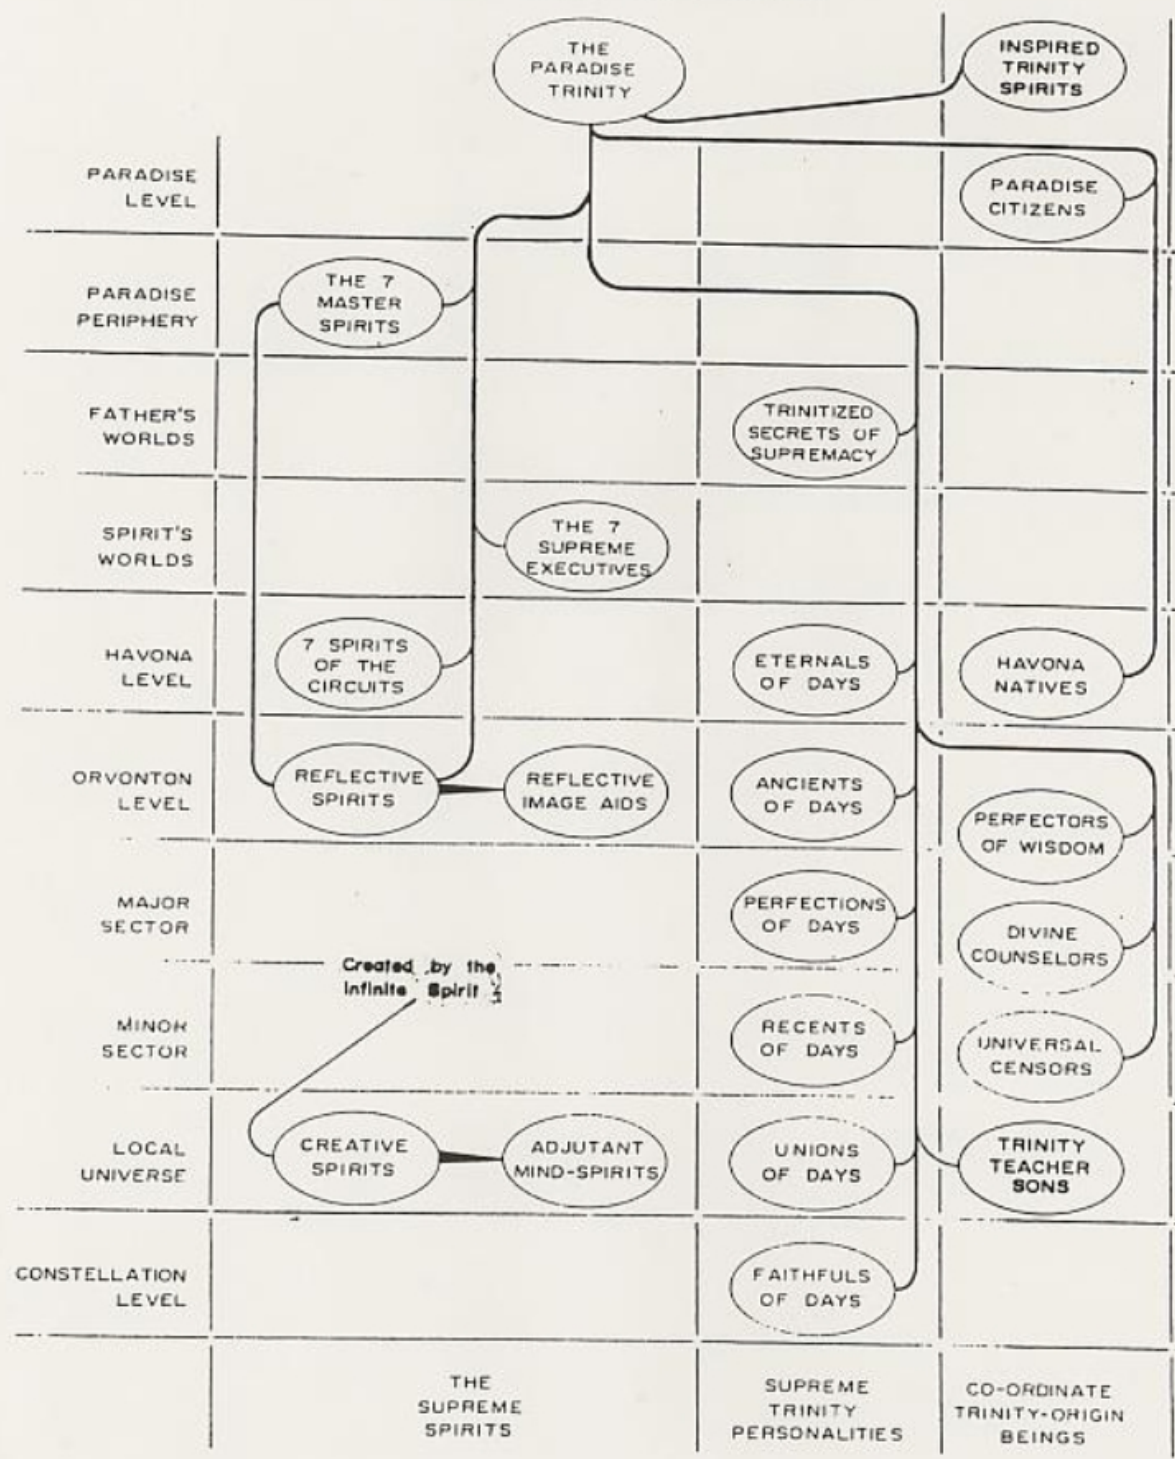 THE
PARADISE
TRINITY
INSPIRED
TRINITY
SPIRITS
PARADISE
LEVEL
PARADISE
CITIZENS
PARADISE
PERIPHERY
THE 7
MASTER
SPIRITS
FATHER'S
WORLDS
TRINITIZED
SECRETS OF
SUPREMACY
SPIRIT'S
WORLDS
THE 7
SUPREME
EXECUTIVES
HAVONA
LEVEL
7 SPIRITS
OF THE
CIRCUITS
ETERNALS
OF DAYS
HAVONA
NATIVES
ORVONTON
LEVEL
REFLECTIVE
SPIRITS
REFLECTIVE
IMAGE AIDS
ANCIENTS
OF DAYS
PERFECTORS
OF WISDOM
MAJOR
SECTOR
PERFECTIONS
OF DAYS
DIVINE
COUNSELORS
Created by the
Infinite Spirit
MINOR
SECTOR
RECENTS
OF DAYS
UNIVERSAL
CENSORS
LOCAL
UNIVERSE
CREATIVE
SPIRITS
ADJUTANT
MIND-SPIRITS
UNIONS
OF DAYS
TRINITY
TEACHER
SONS
CONSTELLATION
LEVEL
FAITHFULS
OF DAYS
THE
SUPREME
SPIRITS
SUPREME
TRINITY
PERSONALITIES
CO-ORDINATE
TRINITY-ORIGIN
BEINGS